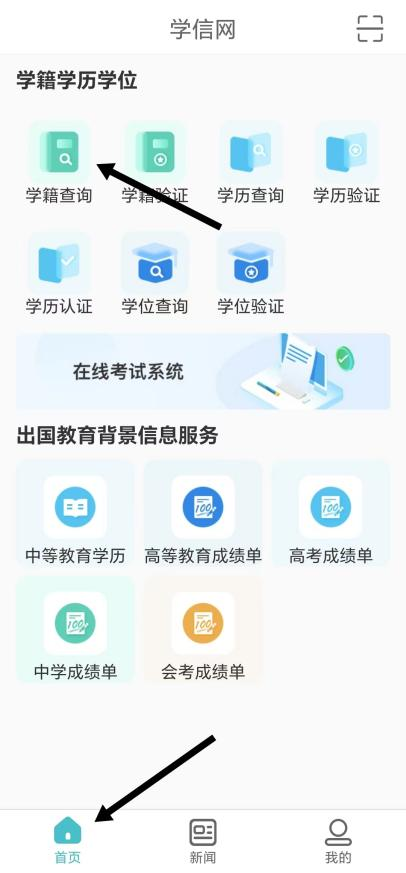 学信网
学籍学历学位
学籍查询 学籍验证 学历查询 学历验证
学历认证 学位查询 学位验证
在线考试系统
出国教育背景信息服务
中等教育学历 高等教育成绩单 高考成绩单
中学成绩单 会考成绩单
首页 新闻 我的